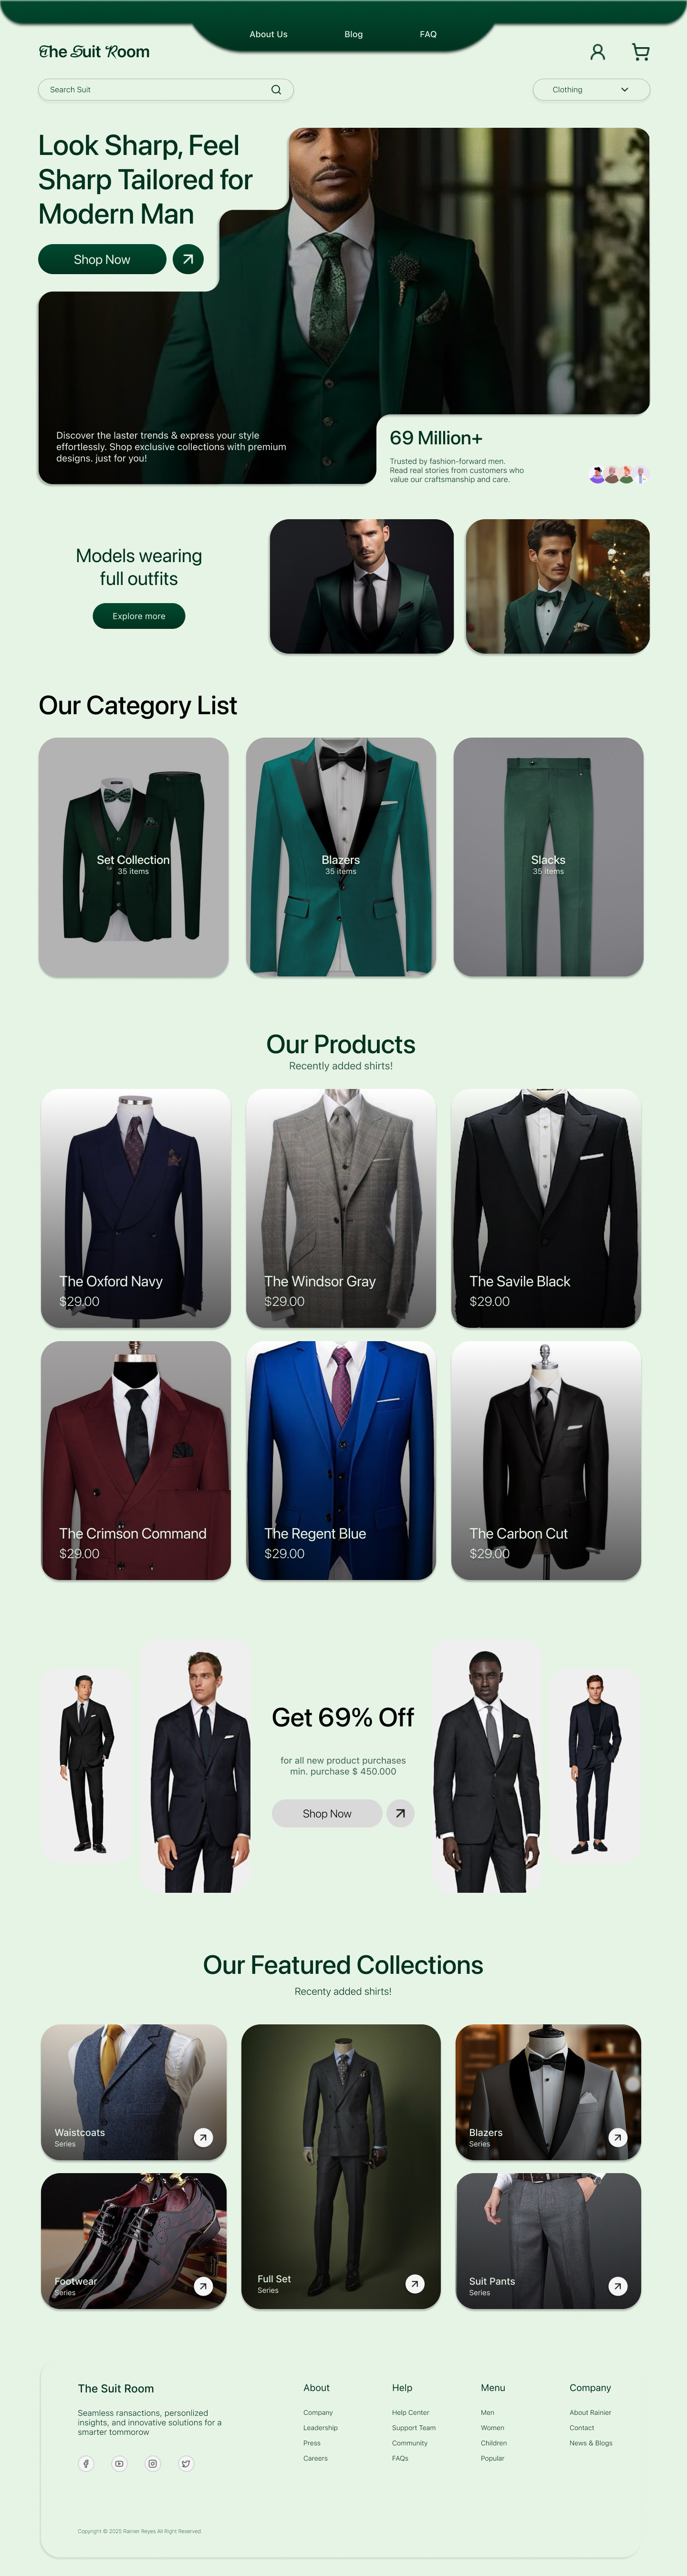 About Us
Blog
FAQ
The Suit Room
Search Suit
Clothing
Look Sharp, Feel
Sharp Tailored for
Modern Man
Shop Now
Discover the laster trends & express your style
effortlessly. Shop exclusive collections with premium
designs. just for you!
69 Million+
Trusted by fashion-forward men.
Read real stories from customers who
value our craftsmanship and care.
Models wearing
full outfits
Explore more
Our Category List
Set Collection
35 items
Blazers
35 items
Slacks
35 items
Our Products
Recently added shirts!
The Oxford Navy
$29.00
The Windsor Gray
$29.00
The Savile Black
$29.00
The Crimson Command
$29.00
The Regent Blue
$29.00
The Carbon Cut
$29.00
Get 69% Off
for all new product purchases
min. purchase $ 450.000
Shop Now
Our Featured Collections
Recenty added shirts!
Waistcoats
Series
Footwear
Series
Full Set
Series
Blazers
Series
Suit Pants
Series
The Suit Room
Seamless ransactions, personlized
insights, and innovative solutions for a
smarter tommorow
Copyright © 2025 Rainier Reyes All Right Reserved.
About
Company
Leadership
Press
Careers
Help
Help Center
Support Team
Community
FAQs
Menu
Men
Women
Children
Popular
Company
About Rainier
Contact
News & Blogs